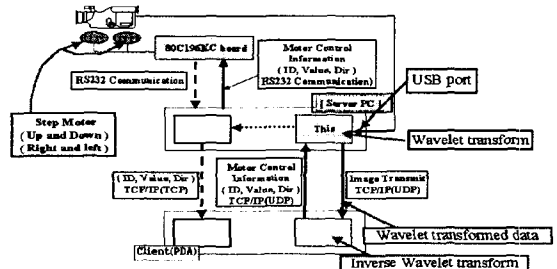 80C196KC board
Motor Control
Information
( ID, Value, Dir )
RS232 Communication)
RS232 Communication
USB port
[ Server PC ]
Step Motor
( Up and Down )
( Right and left )
This
Wavelet transform
( ID, Value, Dir )
TCP/IP(TCP)
Motor Control
Information
( ID, Value, Dir )
TCP/IP(UDP)
Image Transmit
TCP/IP(UDP)
Wavelet transformed data
Client(PDA)
Inverse Wavelet transform